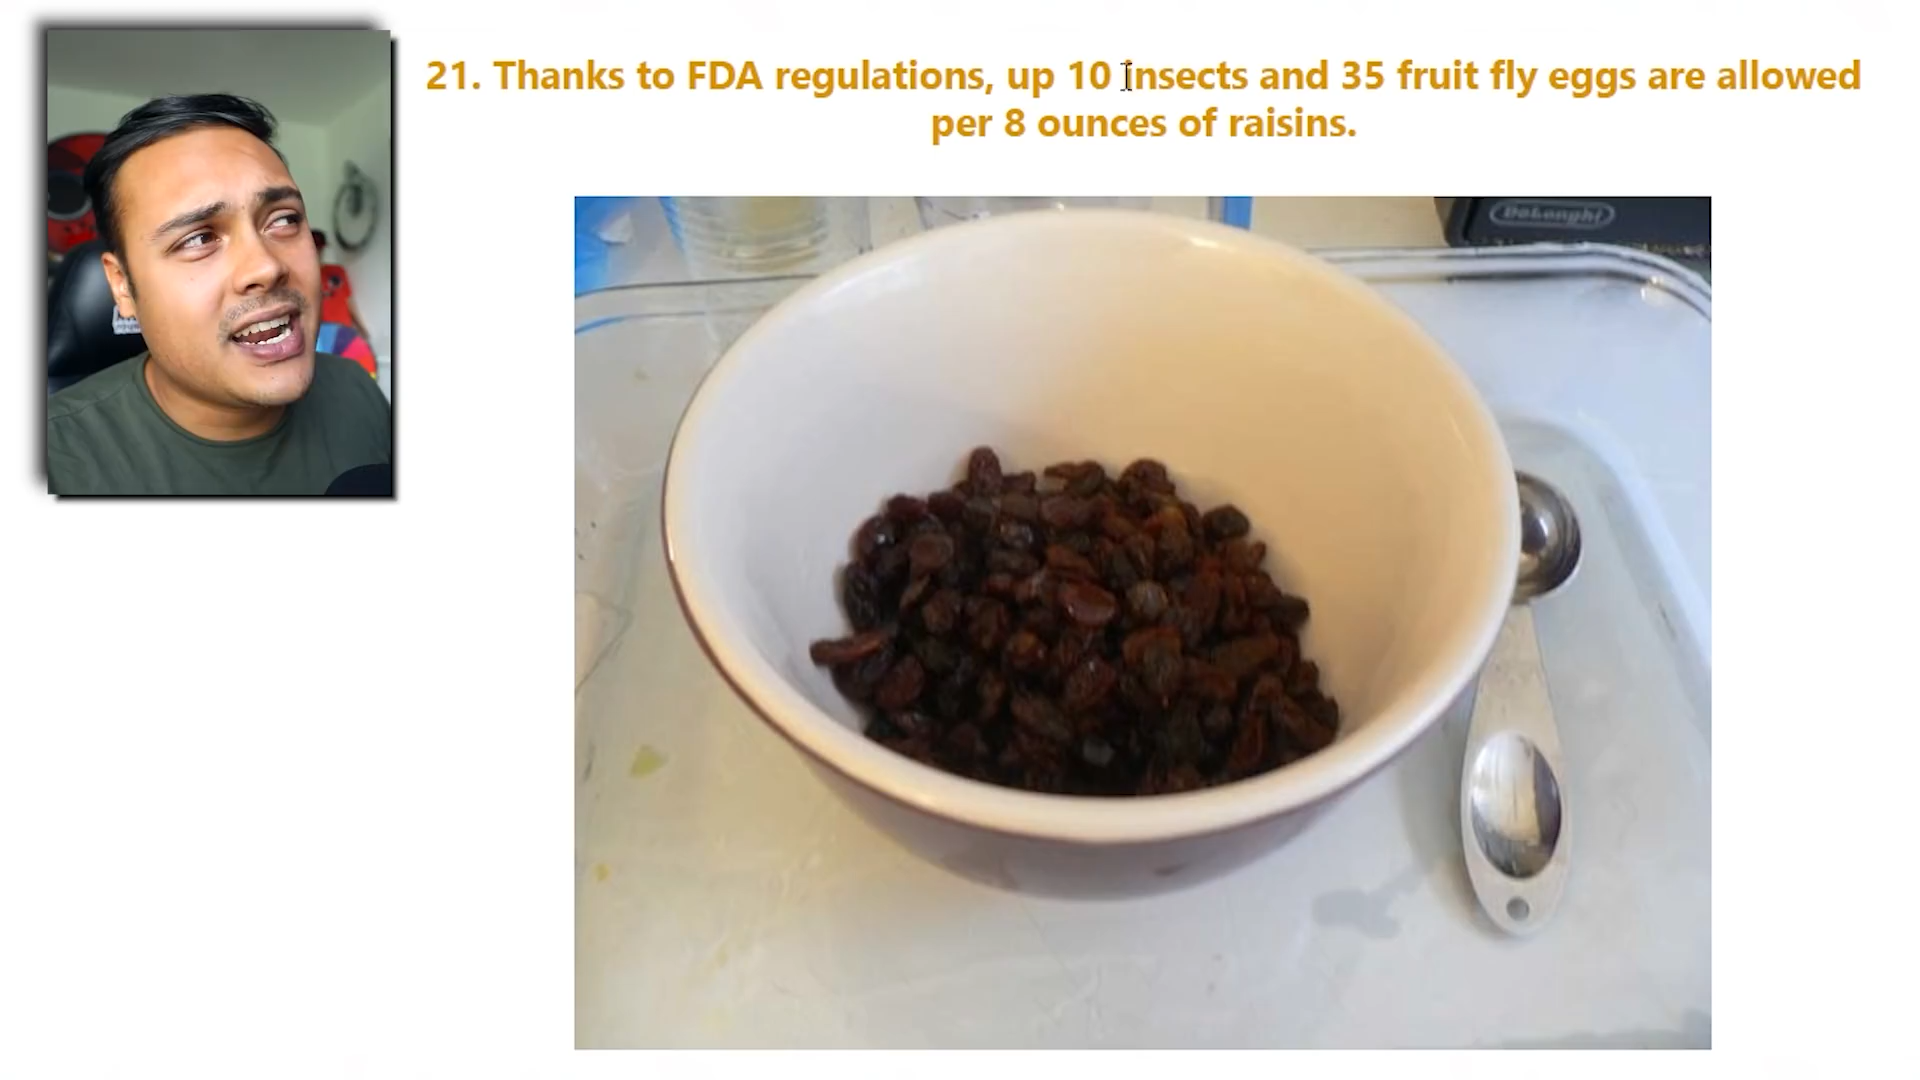 21. Thanks to FDA regulations, up 10 insects and 35 fruit fly eggs are allowed
per 8 ounces of raisins.
DeLonghi